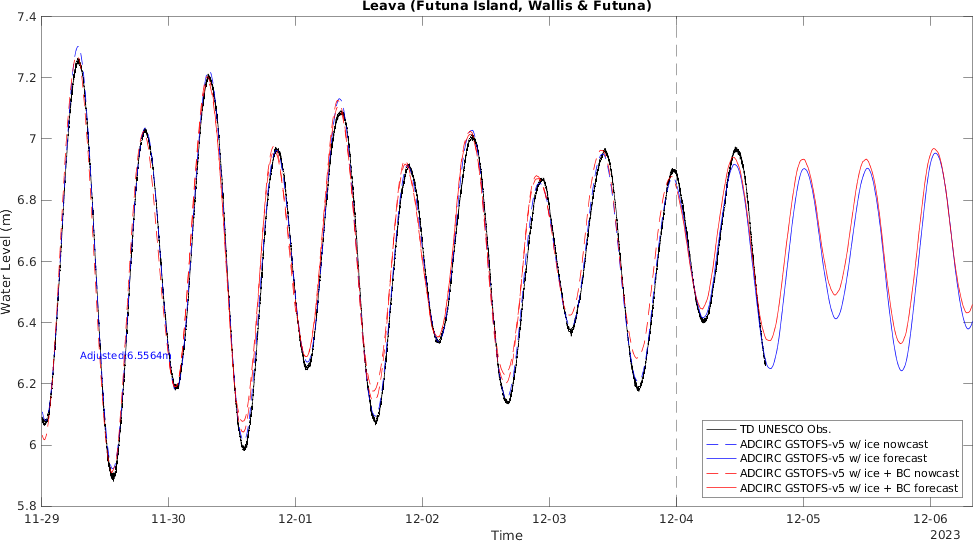 Leava (Futuna Island, Wallis & Futuna)
7.4
7.2
7
6.8
6.6
6.4
6.2
6
5.8
Water Level (m)
Adjusted 6.5564m
TD UNESCO Obs.
ADCIRC GSTOFS-v5 w/ ice nowcast
ADCIRC GSTOFS-v5 w/ ice forecast
ADCIRC GSTOFS-v5 w/ ice + BC nowcast
ADCIRC GSTOFS-v5 w/ ice + BC forecast
11-29 11-30 12-01 12-02 12-03 12-04 12-05 12-06
Time
2023